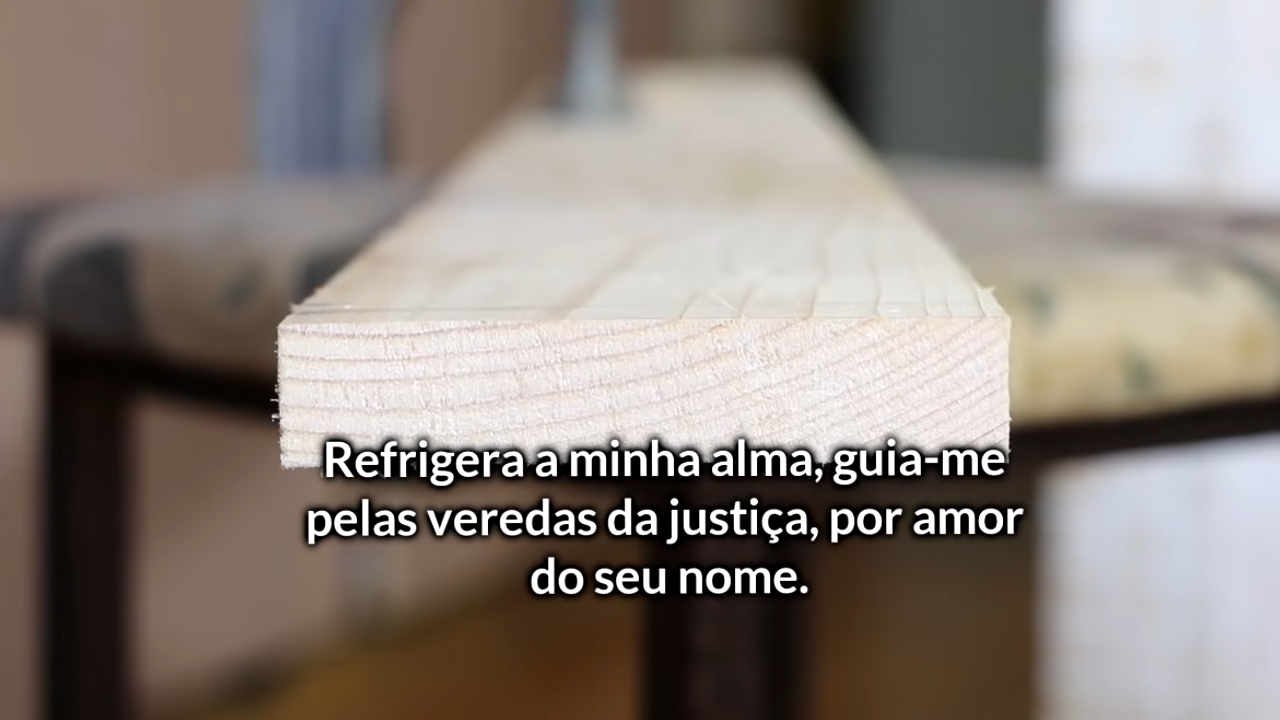 Refrigera a minha alma, guia-me
pelas veredas da justiça, por amor
do seu nome.